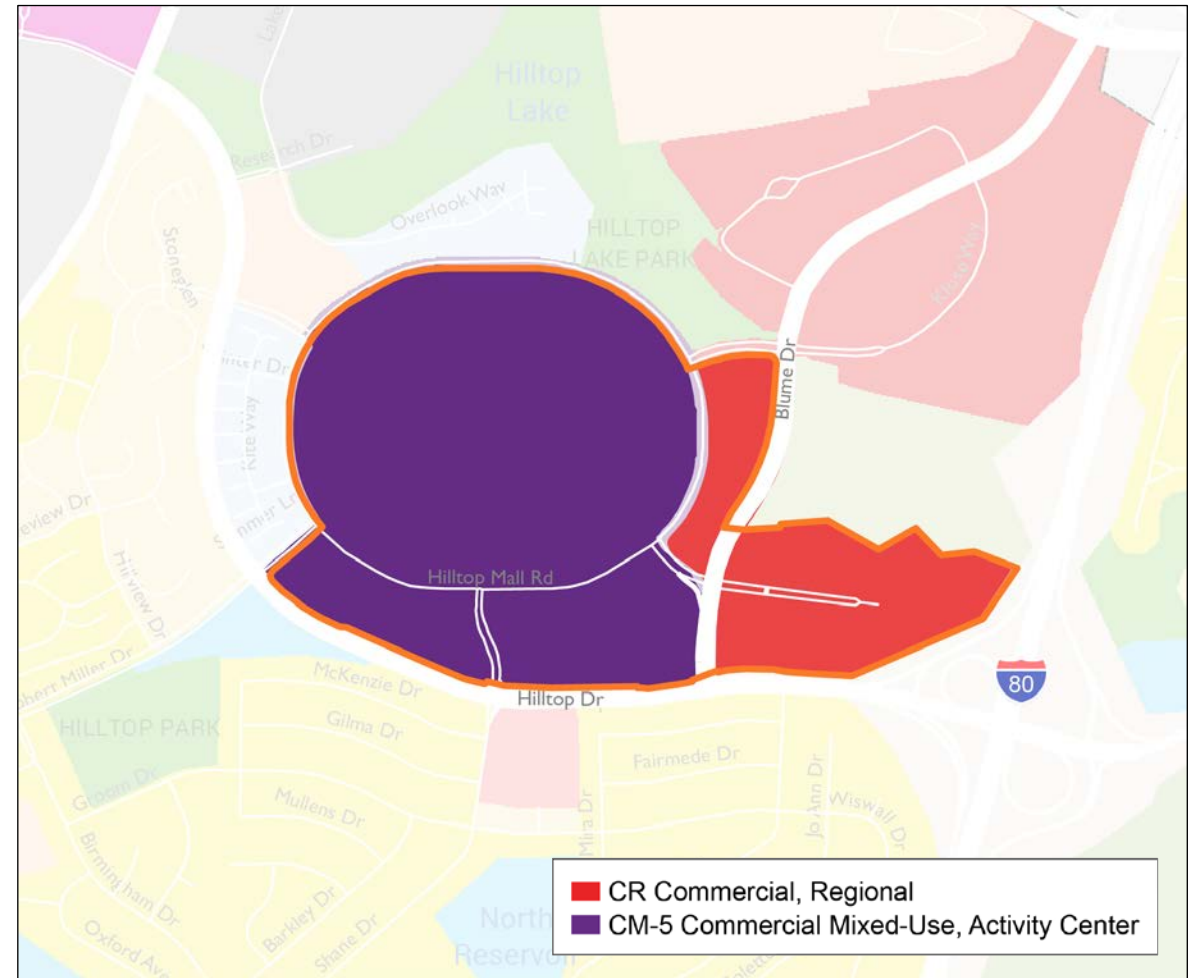 Hilltop
Lake
Research Dr
Overlook Way
HILLTOP
LAKE PARK
Klose Way
Stoneglen
Kite Way
Blume Dr
Hilltop Mall Rd
Hillview Dr
McKenzie Dr
Hilltop Dr
80
HILLTOP PARK
Gilma Dr
Fairmede Dr
Groom Dr
Mullens Dr
Mira Dr
Jo Ann Dr
Wiswall Dr
Birmingham Dr
Barkley Dr
Shane Dr
Oxford Ave
North
Reservoir
CR Commercial, Regional
CM-5 Commercial Mixed-Use, Activity Center